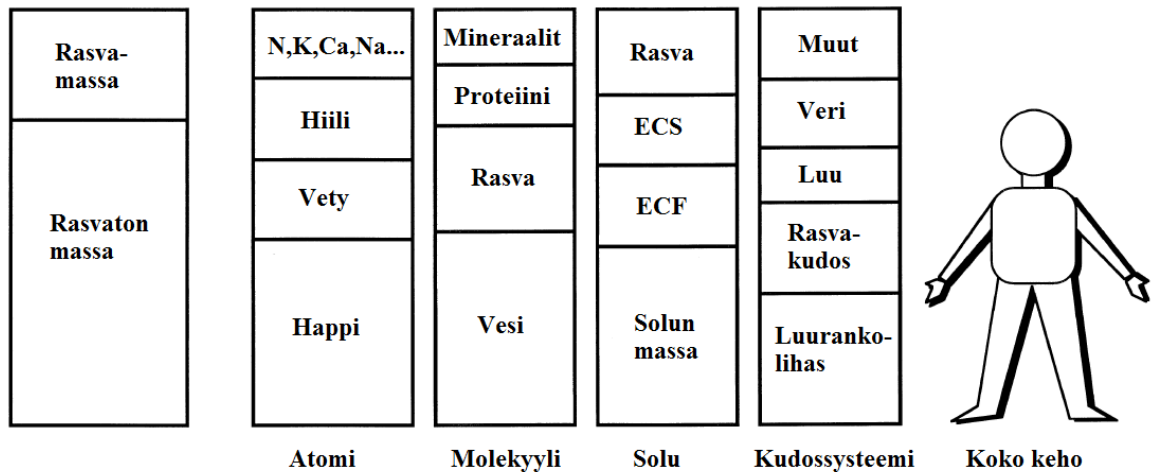 Rasva-
massa
Rasvaton
massa
N,K,Ca,Na...
Hiili
Vety
Happi
Atomi
Mineraalit
Proteiini
Rasva
Vesi
Molekyyli
Rasva
ECS
ECF
Solun
massa
Solu
Muut
Veri
Luu
Rasva-
kudos
Luuranko-
lihas
Kudossysteemi
Koko keho